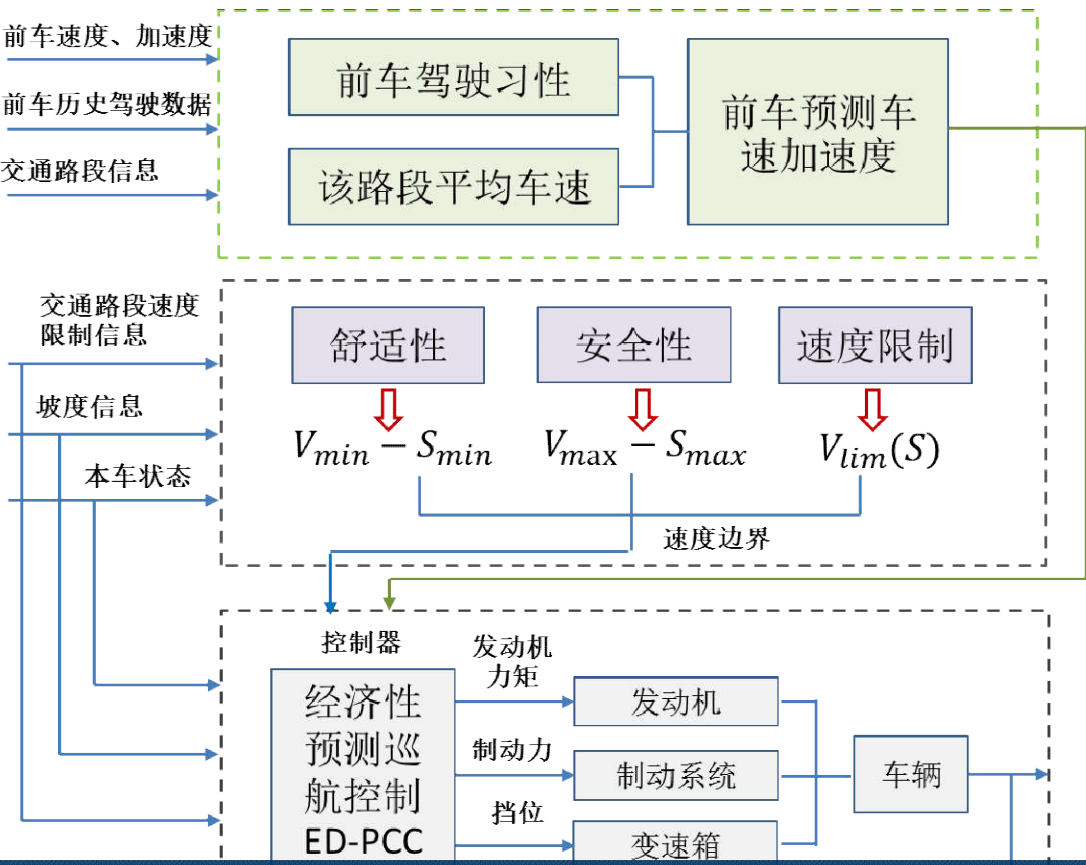 前车速度、加速度
前车历史驾驶数据
交通路段信息
前车驾驶习性
该路段平均车速
前车预测车
速加速度
交通路段速度
限制信息
坡度信息
本车状态
舒适性
安全性
速度限制
V_min − S_min
V_max − S_max
V_lim(S)
速度边界
控制器
经济性
预测巡
航控制
ED-PCC
发动机
力矩
制动力
挡位
发动机
制动系统
变速箱
车辆